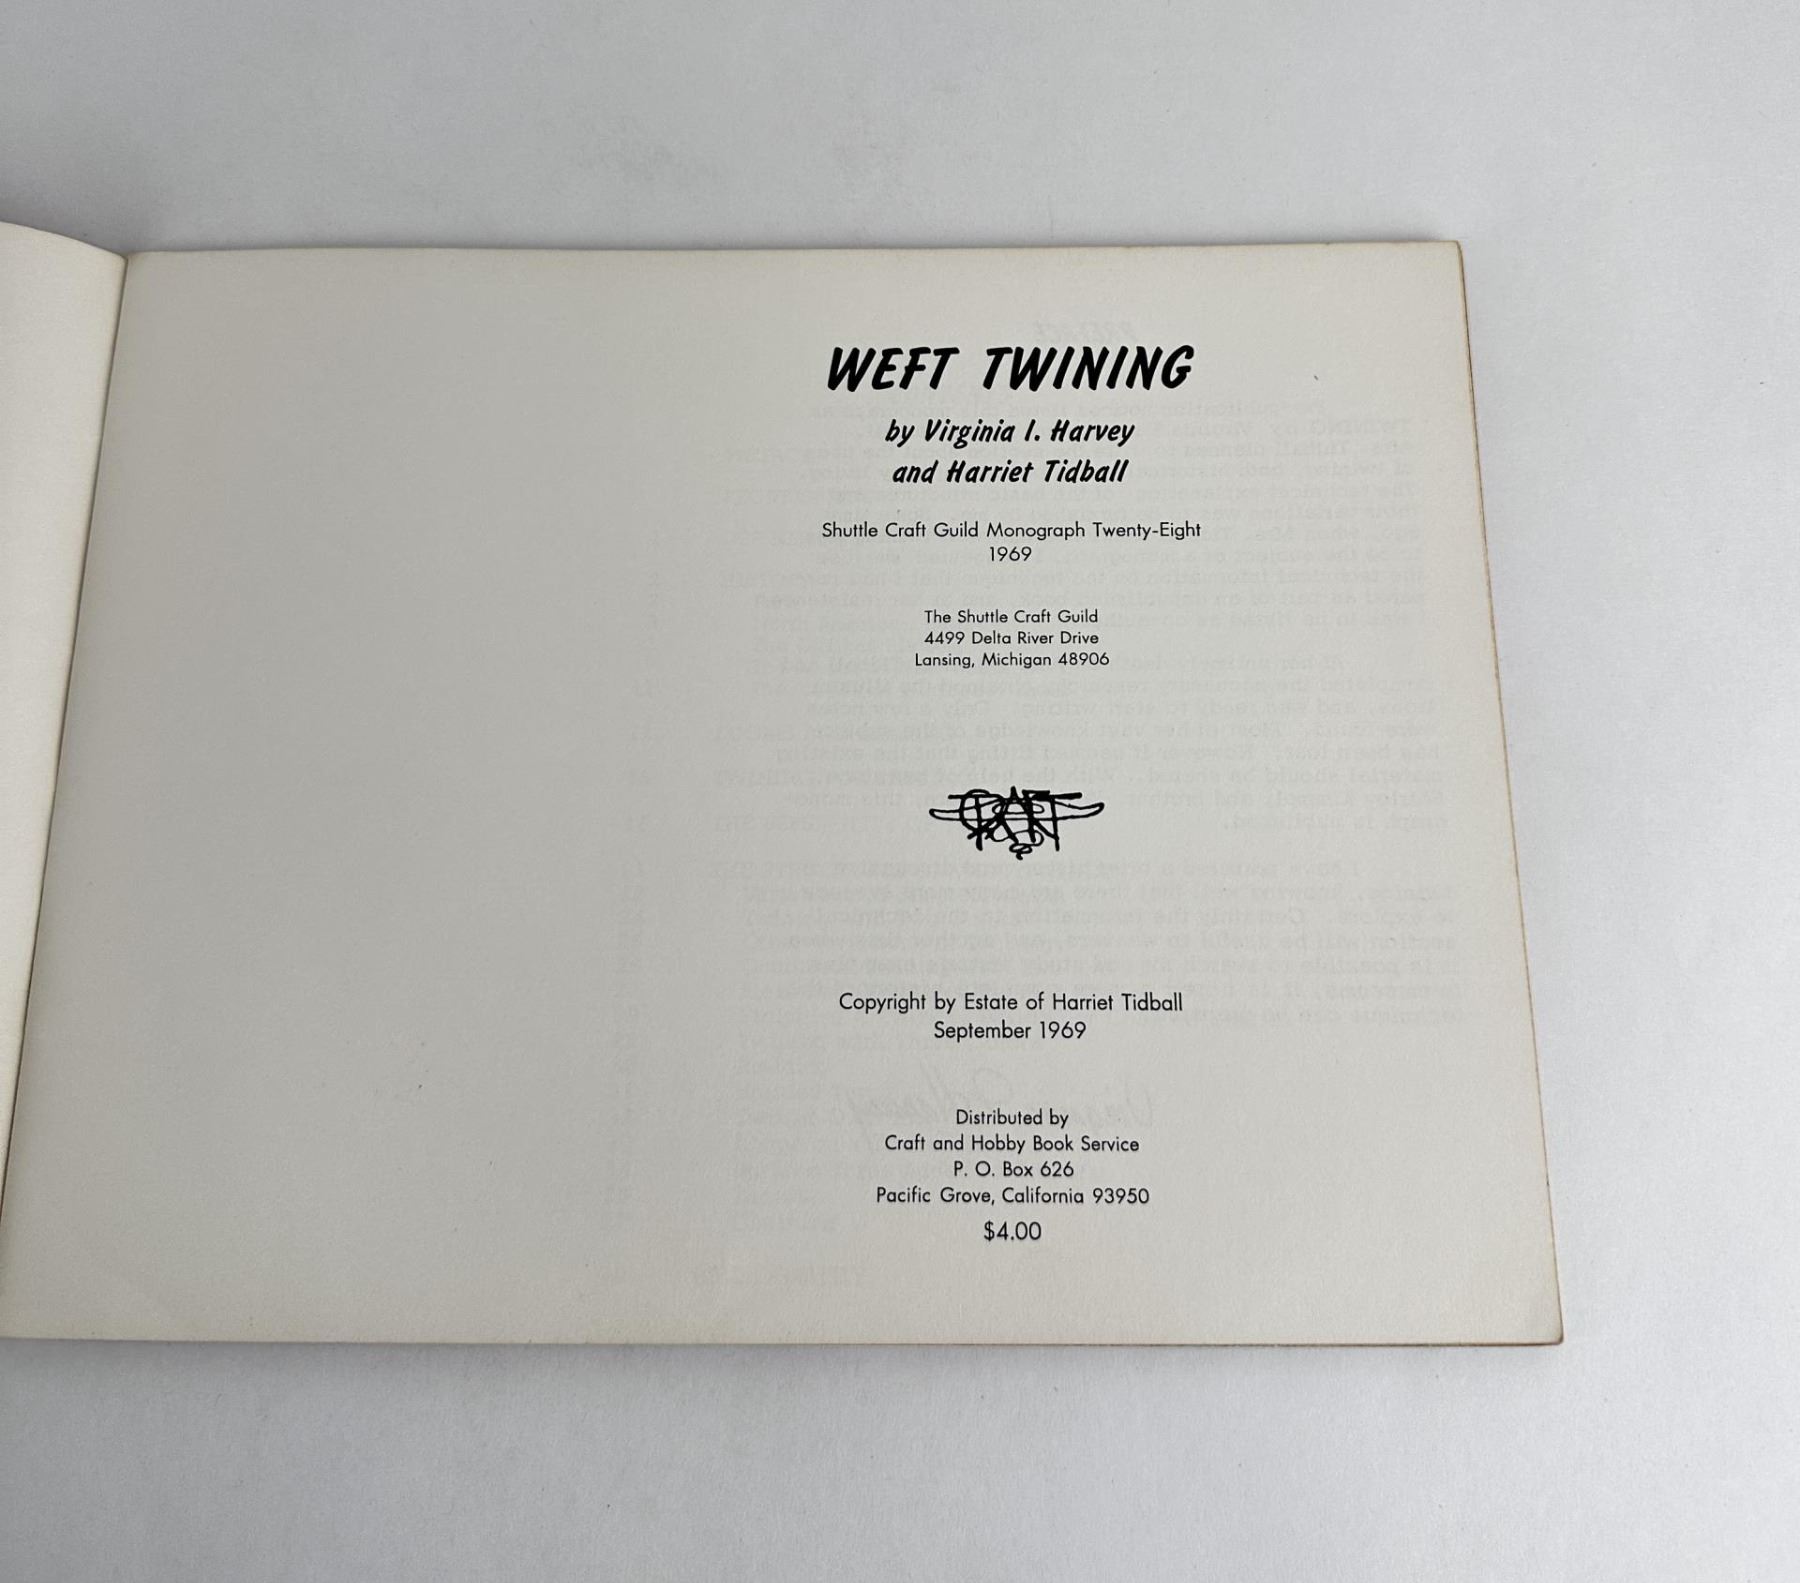 WEFT TWINING
by Virginia I. Harvey
and Harriet Tidball
Shuttle Craft Guild Monograph Twenty-Eight
1969
The Shuttle Craft Guild
4499 Delta River Drive
Lansing, Michigan 48906
Copyright by Estate of Harriet Tidball
September 1969
Distributed by
Craft and Hobby Book Service
P. O. Box 626
Pacific Grove, California 93950
$4.00